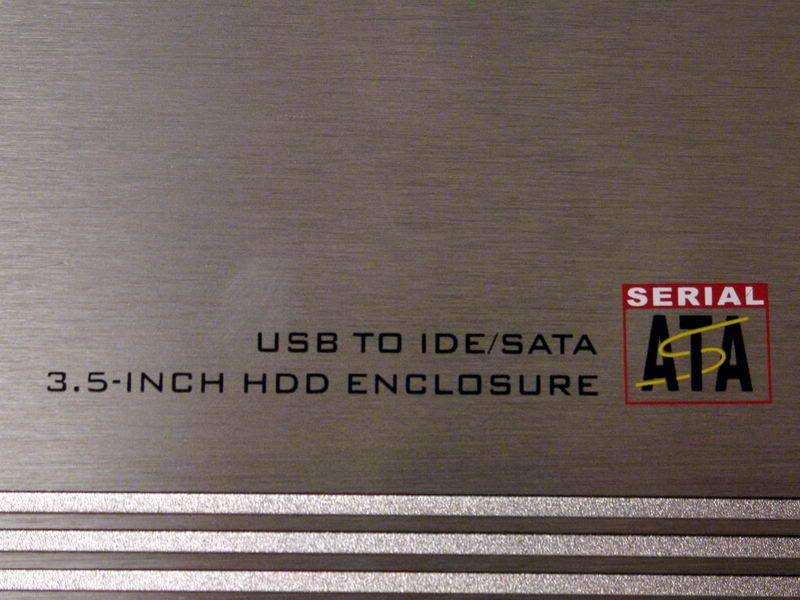 USB TO IDE/SATA
3.5-INCH HDD ENCLOSURE
SERIAL
ATA